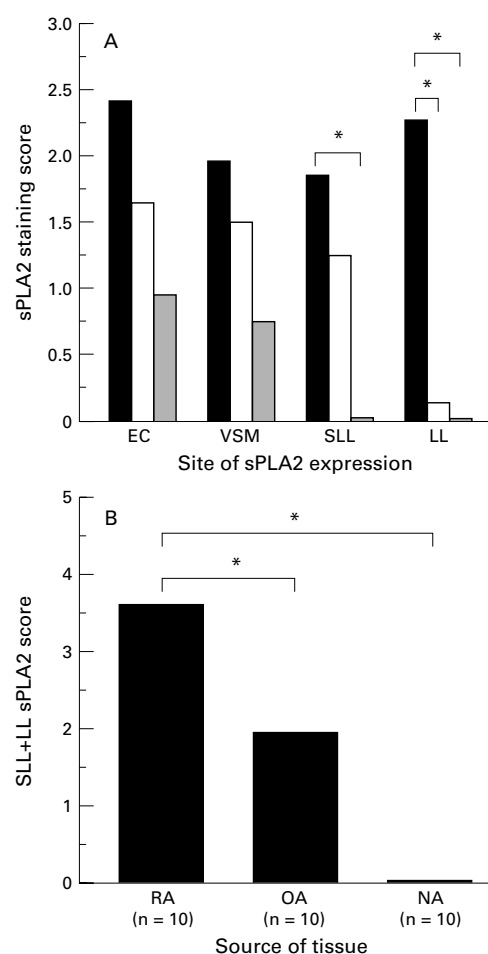 A
sPLA2 staining score
3.0
2.5
2.0
1.5
1.0
0.5
0
*
*
*
EC VSM SLL LL
Site of sPLA2 expression
B
SLL+LL sPLA2 score
5
4
3
2
1
0
*
*
RA OA NA
(n = 10) (n = 10) (n = 10)
Source of tissue